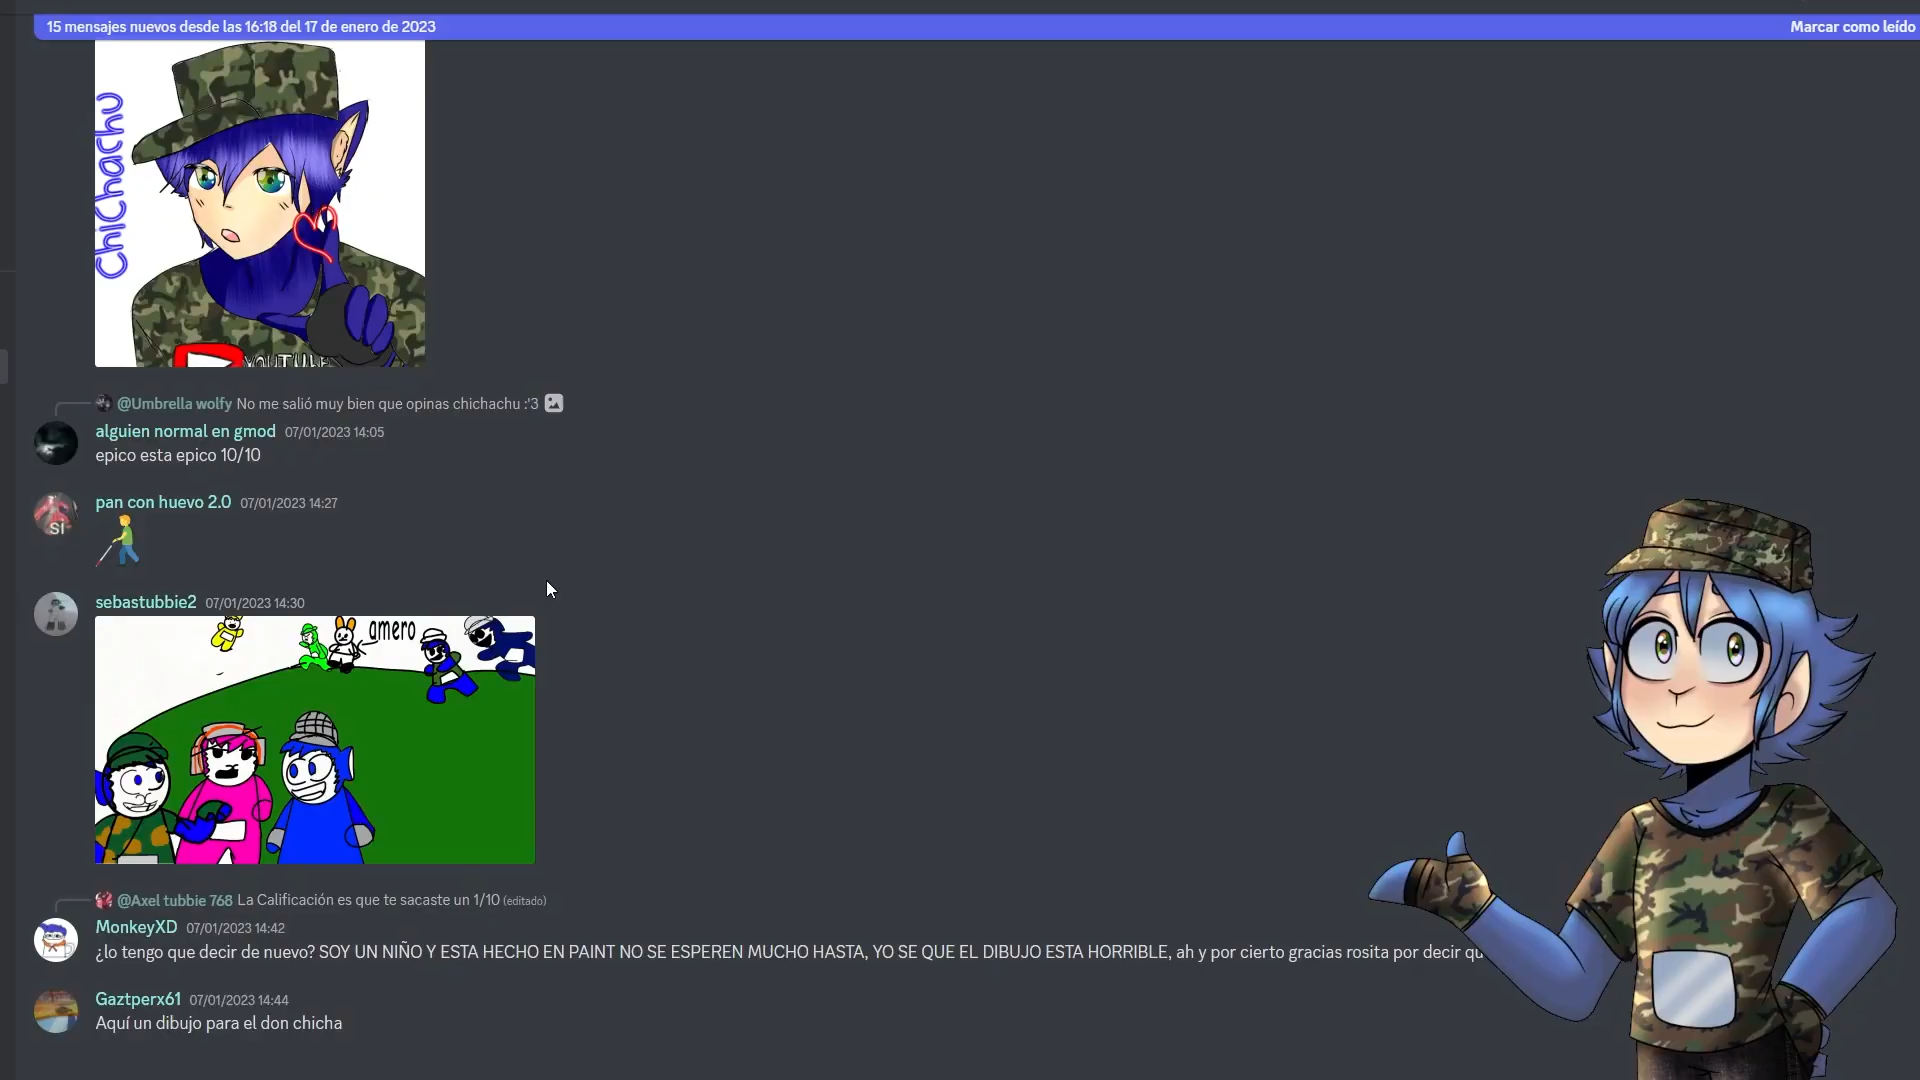 15 mensajes nuevos desde las 16:18 del 17 de enero de 2023
Marcar como leído
ChiChachu
YOUTUBE
@Umbrella wolfy No me salió muy bien que opinas chichachu :'3
alguien normal en gmod 07/01/2023 14:05
epico esta epico 10/10
pan con huevo 2.0 07/01/2023 14:27
SI
sebastubbie2 07/01/2023 14:30
amero
@Axel tubbie 768 La Calificación es que te sacaste un 1/10 (editado)
MonkeyXD 07/01/2023 14:42
¿lo tengo que decir de nuevo? SOY UN NIÑO Y ESTA HECHO EN PAINT NO SE ESPEREN MUCHO HASTA, YO SE QUE EL DIBUJO ESTA HORRIBLE, ah y por cierto gracias rosita por decir qu
Gaztperx61 07/01/2023 14:44
Aquí un dibujo para el don chicha